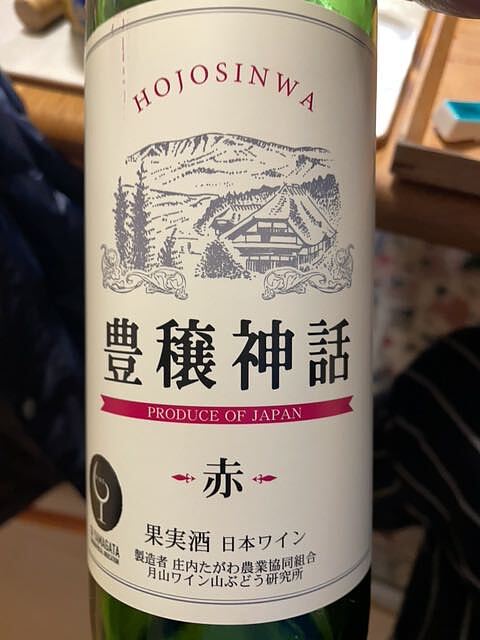 HOJOSINWA
豊穣神話
PRODUCE OF JAPAN
赤
果実酒 日本ワイン
製造者 庄内たがわ農業協同組合
月山ワイン山ぶどう研究所
YAMAGATA